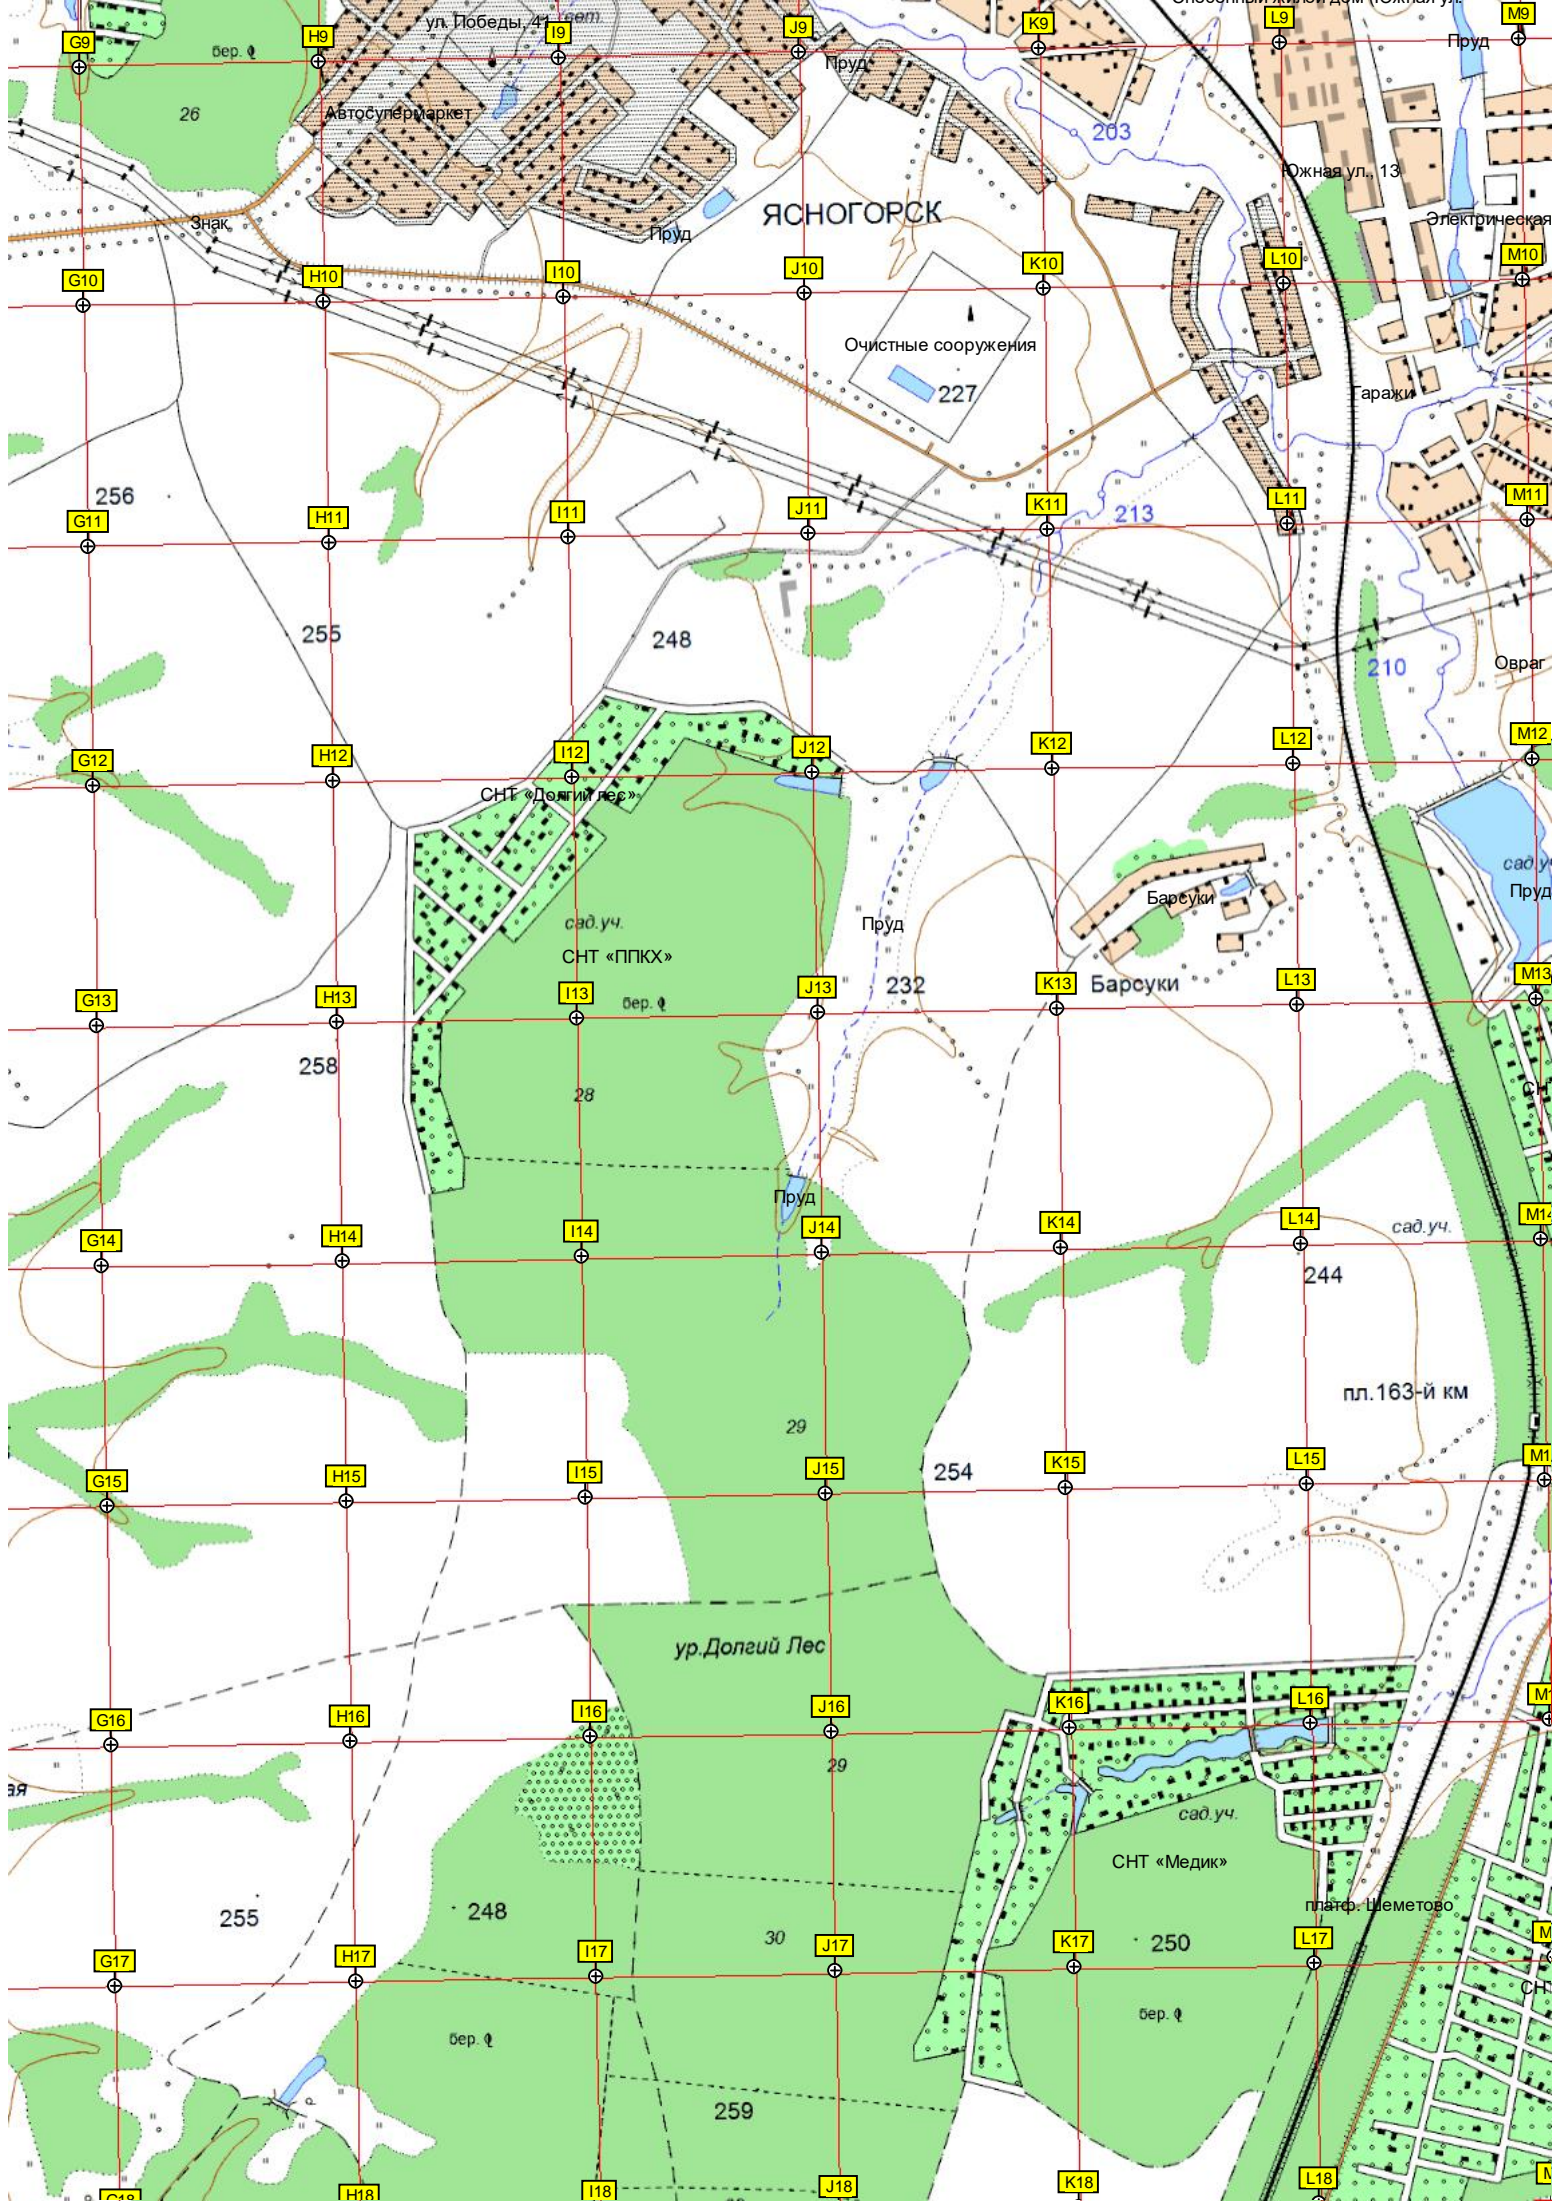 ул. Победы, 41
K9
L9
M9
J9
I9
H9
G9
бер.
Пруд
Пруд
26
Автосупермаркет
203
Южная ул., 13
Знак
ЯСНОГОРСК
Электрическая
Пруд
G10
H10
I10
J10
K10
L10
M10
Очистные сооружения
227
Гаражи
256
G11
H11
I11
J11
K11
213
L11
M11
255
248
210
Овраг
G12
H12
I12
J12
K12
L12
M12
СНТ «Долгий лес»
Пруд
Барсуки
сад.уч.
Пруд
СНТ «ППКХ»
232
Барсуки
G13
H13
I13
бер.
J13
K13
L13
M13
258
28
Пруд
G14
H14
I14
J14
K14
L14
сад.уч.
M14
244
пл.163-й км
29
254
G15
H15
I15
J15
K15
L15
ур.Долгий Лес
G16
H16
I16
J16
K16
L16
29
сад.уч.
СНТ «Медик»
платф. Шеметово
255
248
30
250
G17
H17
I17
J17
K17
L17
бер.
бер.
259
G18
H18
I18
J18
K18
L18